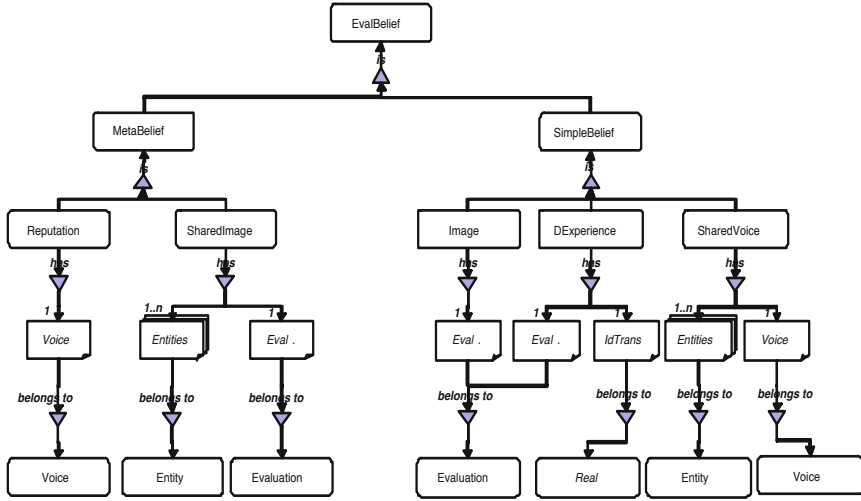 EvalBelief
is
MetaBelief
SimpleBelief
is
is
Reputation
SharedImage
Image
DExperience
SharedVoice
has
has
has
has
has
1
1..n
1
1
1
1
1..n
1
Voice
Entities
Eval .
Eval .
Eval .
IdTrans
Entities
Voice
belongs to
belongs to
belongs to
belongs to
belongs to
belongs to
belongs to
Voice
Entity
Evaluation
Evaluation
Real
Entity
Voice